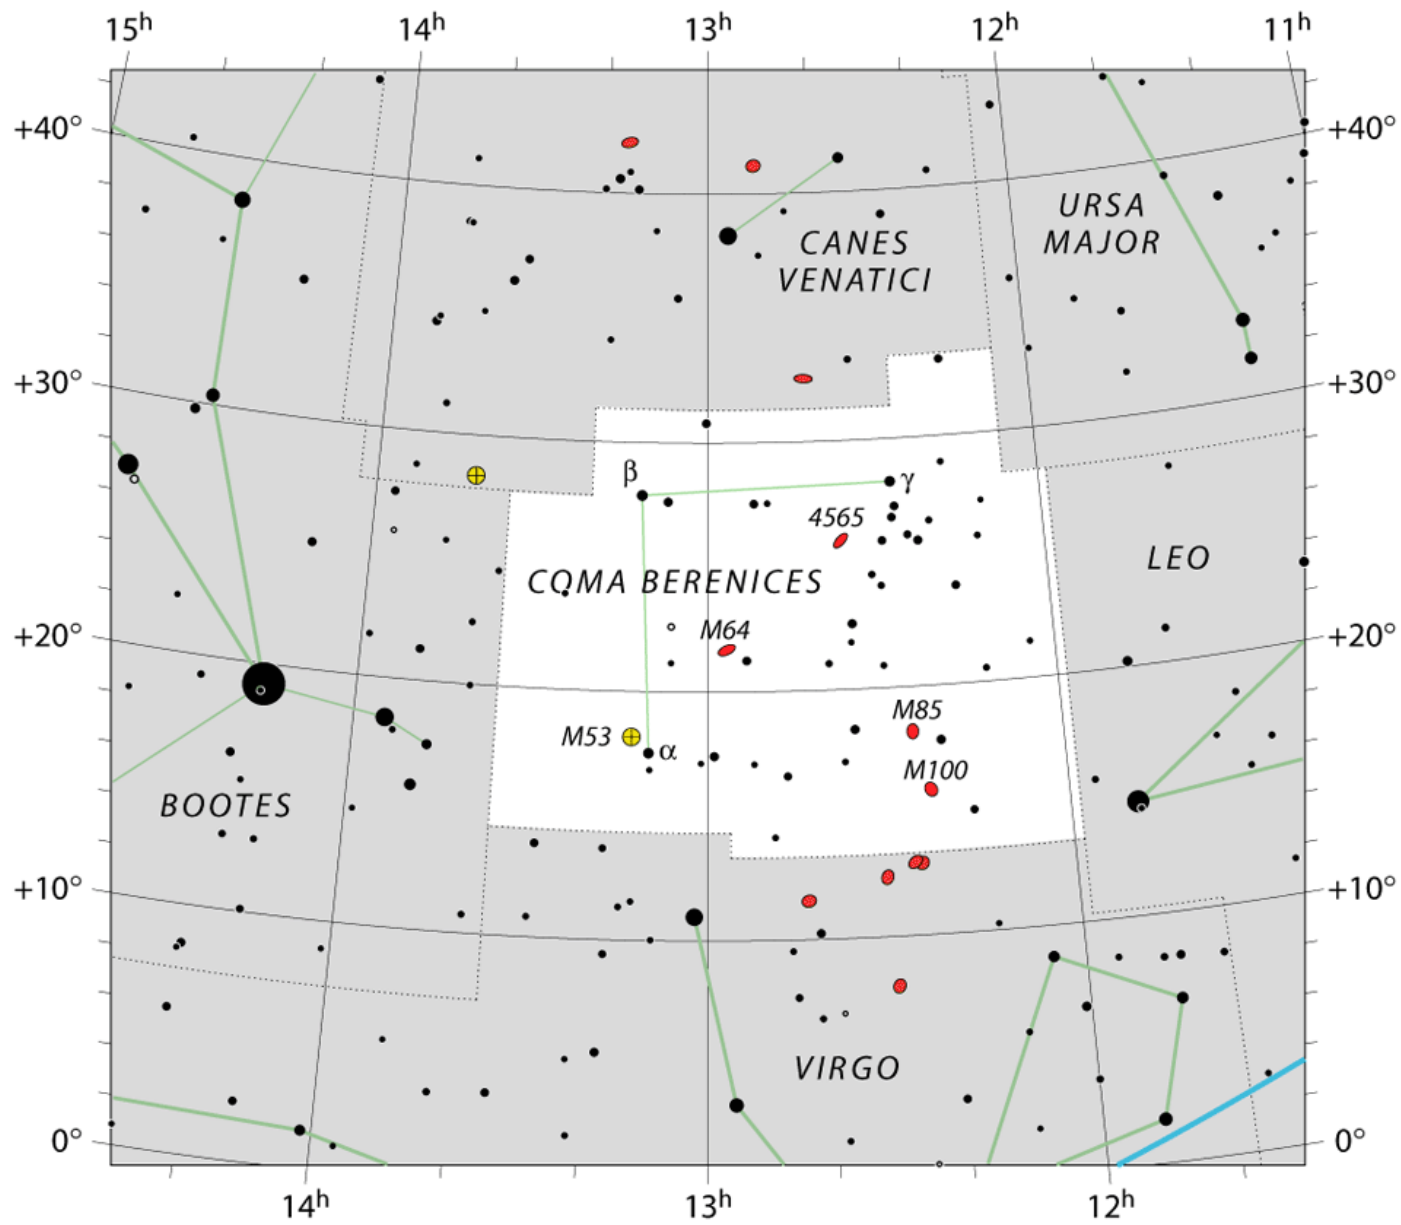 15h 14h 13h 12h 11h
+40° +40°
URSA
MAJOR
CANES
VENATICI
+30° +30°
β γ
4565
LEO
COMA BERENICES
+20° M64 +20°
M85
M53 α
M100
BOOTES
+10° +10°
VIRGO
0° 0°
14h 13h 12h